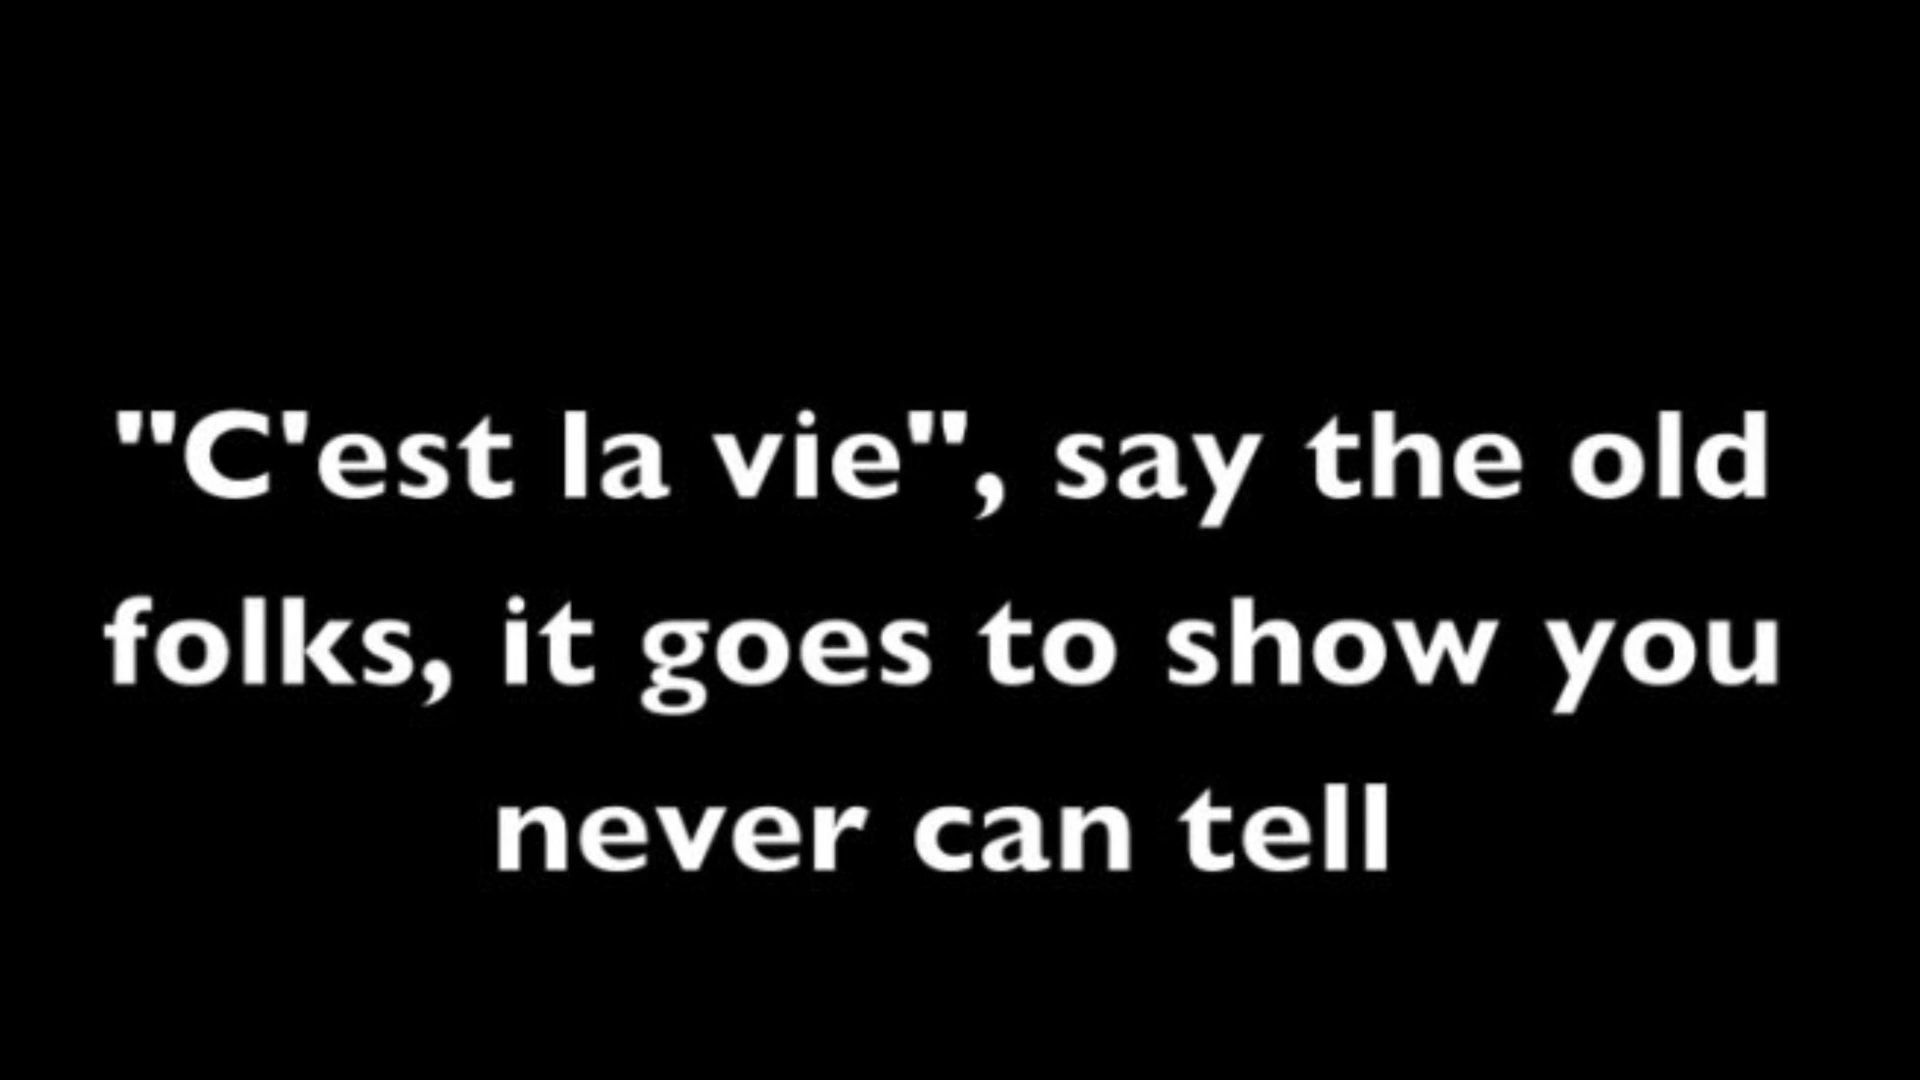 "C'est la vie", say the old
folks, it goes to show you
never can tell